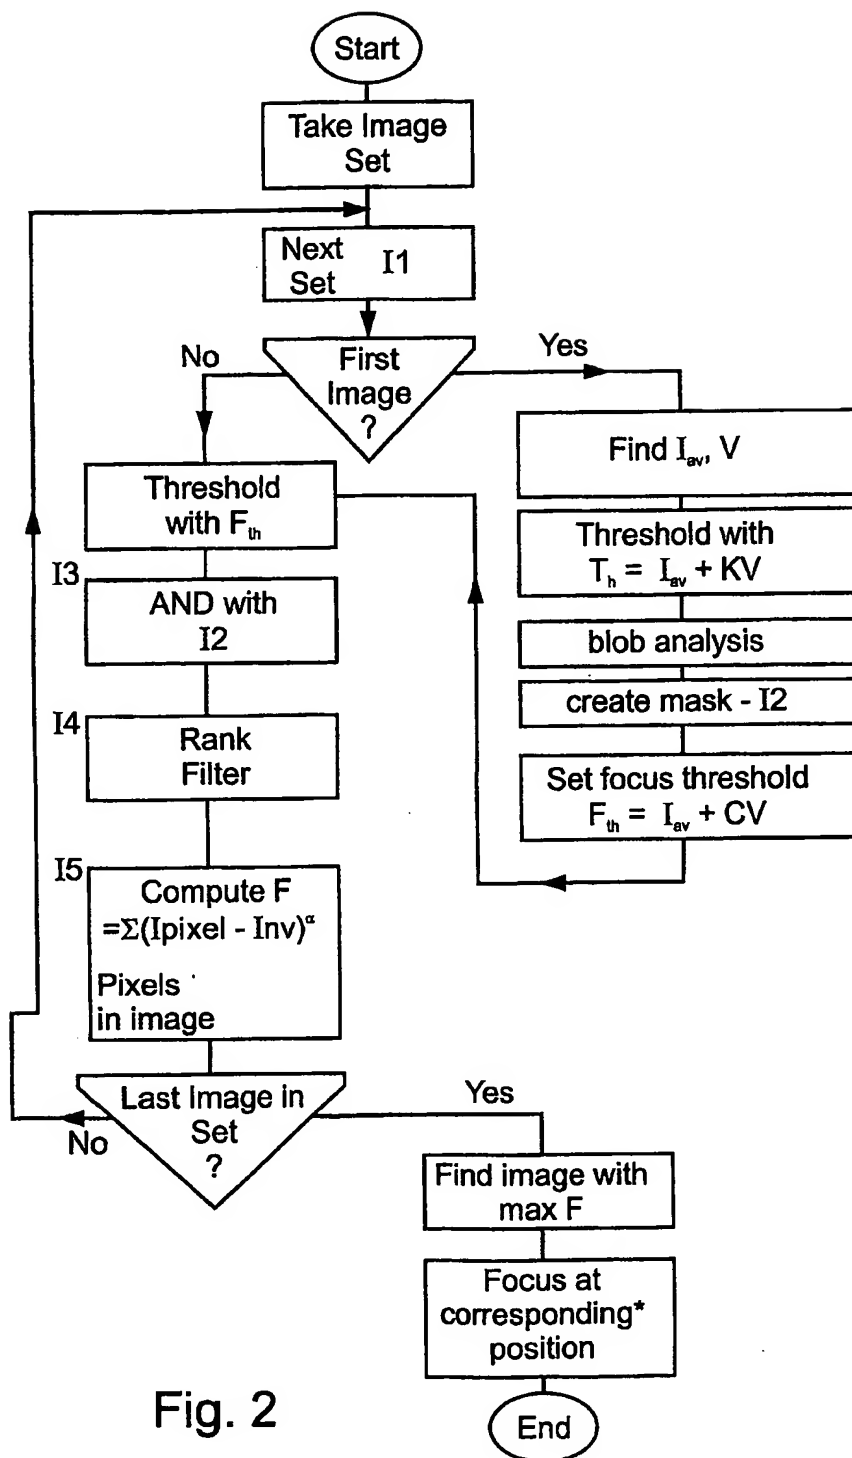 Start
Take Image
Set
Next
Set
I1
First
Image
?
No
Yes
Find I_av, V
Threshold with
T_h = I_av + KV
blob analysis
create mask - I2
Set focus threshold
F_th = I_av + CV
Threshold
with F_th
I3
AND with
I2
I4
Rank
Filter
I5
Compute F
=Σ(Ipixel - Inv)^α
Pixels
in image
Last Image in
Set
?
No
Yes
Find image with
max F
Focus at
corresponding*
position
End
Fig. 2